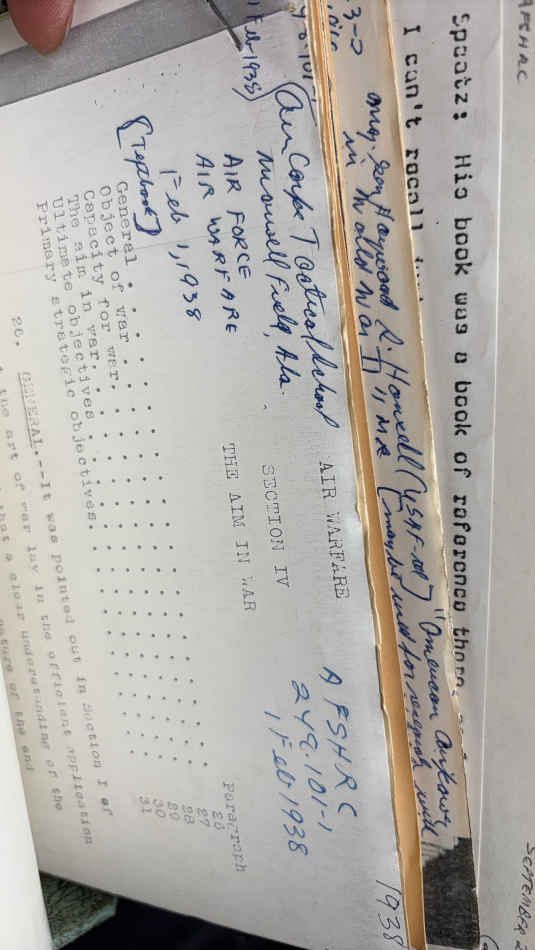 AFSHRC
SEPTEMBER 2
Spaatz: His book was a book of reference there.
I can't recall
Maj. Gen. Haywood S. Hansell (USAF-ret) "American Airpower
in World War II" MS
1938
1 Feb 1938)
(Air Corps Tactical School
Maxwell Field, Ala.
AIR FORCE
AIR WARFARE
1 Feb 1, 1938
[Textbook]
AFSHRC
248.101-1
1 Feb 1938
AIR WARFARE
SECTION IV
THE AIM IN WAR
Paragraph
General 26
Object of war 27
Capacity for war 28
The aim in war 29
Ultimate objectives 30
Primary strategic objectives. 31
26. GENERAL.--It was pointed out in Section I
the art of war lay in the efficient application
that a clear understanding of the
nature of the end